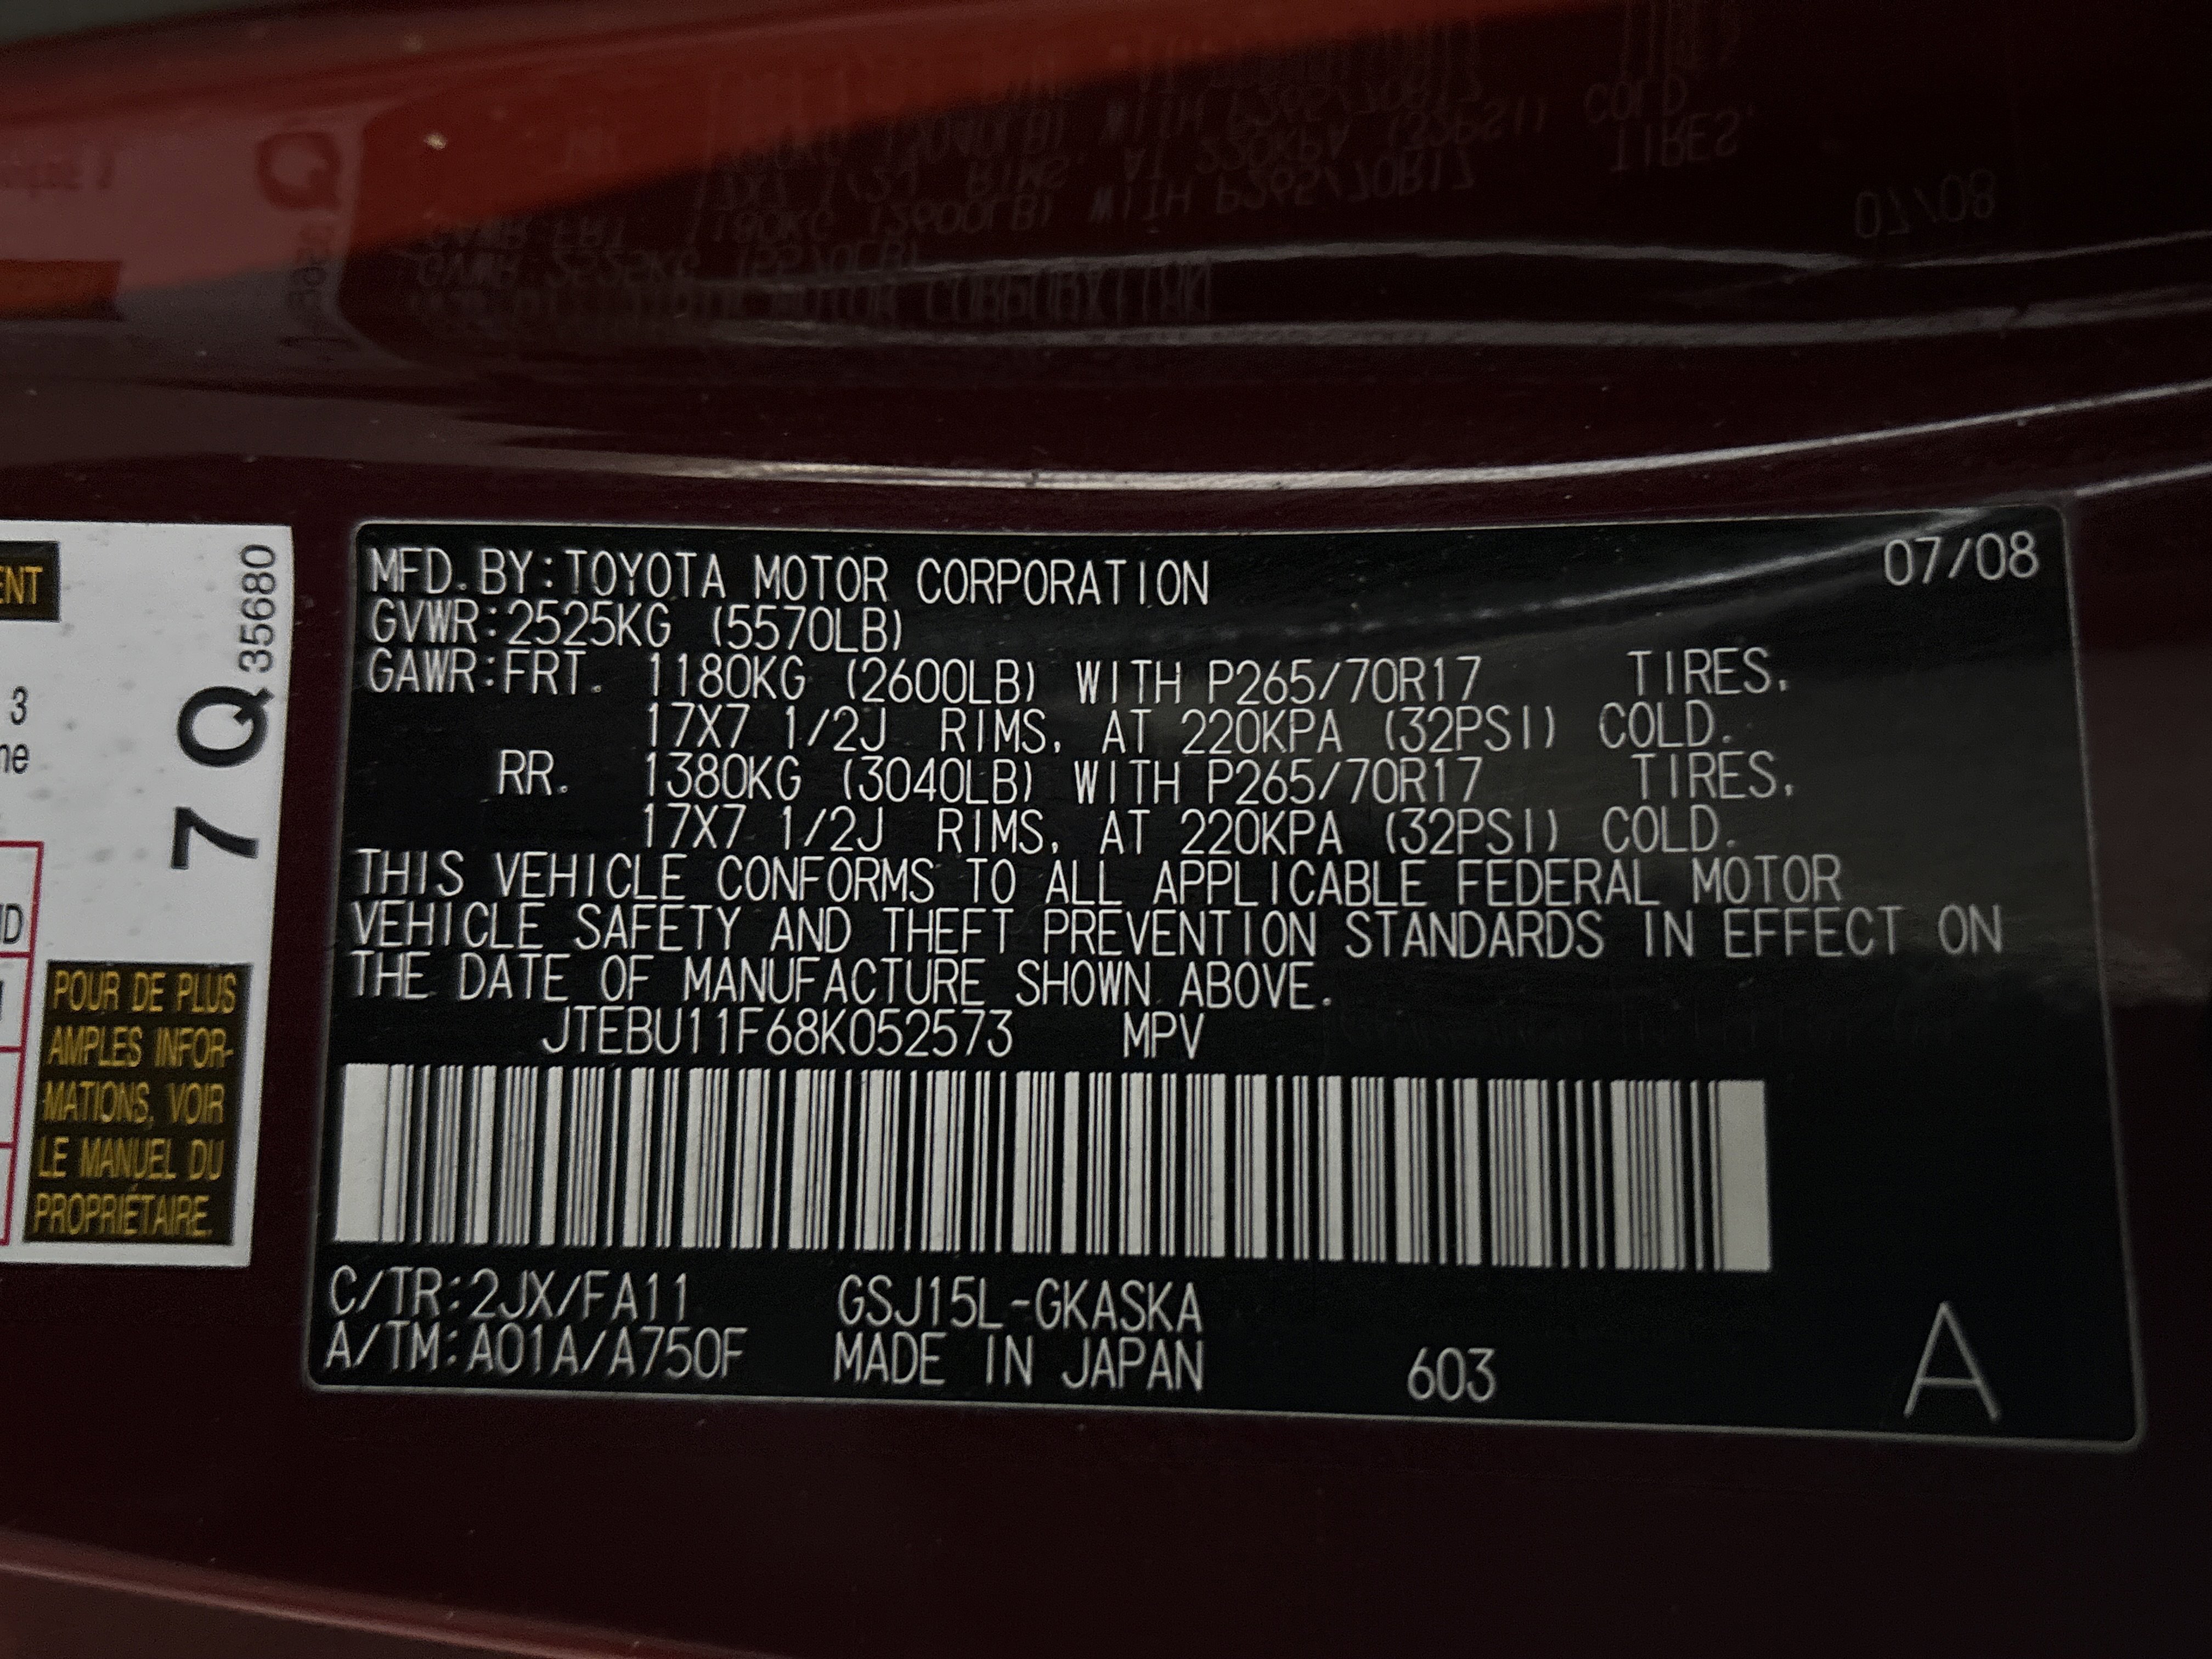 MFD.BY:TOYOTA MOTOR CORPORATION 07/08
GVWR:2525KG (5570LB)
GAWR:FRT. 1180KG (2600LB) WITH P265/70R17 TIRES,
17X7 1/2J RIMS, AT 220KPA (32PSI) COLD.
RR. 1380KG (3040LB) WITH P265/70R17 TIRES,
17X7 1/2J RIMS, AT 220KPA (32PSI) COLD.
THIS VEHICLE CONFORMS TO ALL APPLICABLE FEDERAL MOTOR
VEHICLE SAFETY AND THEFT PREVENTION STANDARDS IN EFFECT ON
THE DATE OF MANUFACTURE SHOWN ABOVE.
JTEBU11F68K052573 MPV
C/TR:2JX/FA11 GSJ15L-GKASKA
A/TM:A01A/A750F MADE IN JAPAN 603 A
7 Q 35680
3
POUR DE PLUS
AMPLES INFOR-
MATIONS, VOIR
LE MANUEL DU
PROPRIÉTAIRE.